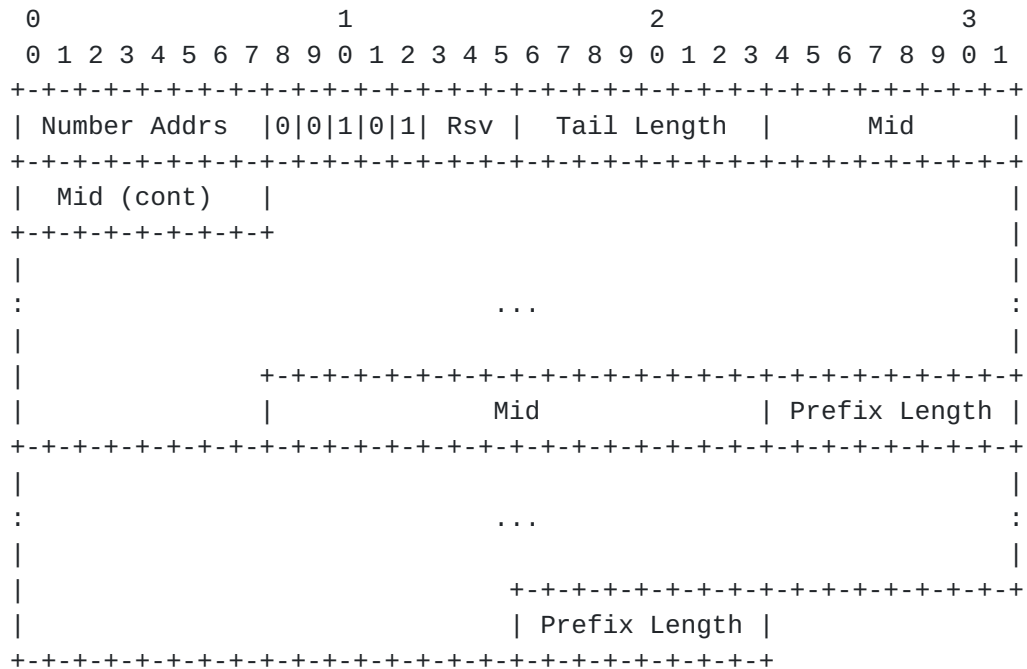 0                   1                   2                   3
 0 1 2 3 4 5 6 7 8 9 0 1 2 3 4 5 6 7 8 9 0 1 2 3 4 5 6 7 8 9 0 1
+-+-+-+-+-+-+-+-+-+-+-+-+-+-+-+-+-+-+-+-+-+-+-+-+-+-+-+-+-+-+-+-+
| Number Addrs  |0|0|1|0|1| Rsv |  Tail Length  |      Mid      |
+-+-+-+-+-+-+-+-+-+-+-+-+-+-+-+-+-+-+-+-+-+-+-+-+-+-+-+-+-+-+-+-+
|  Mid (cont)   |                                               |
+-+-+-+-+-+-+-+-+                                               |
|                                                               |
:                              ...                              :
|                                                               |
|               +-+-+-+-+-+-+-+-+-+-+-+-+-+-+-+-+-+-+-+-+-+-+-+-+
|               |              Mid              | Prefix Length |
+-+-+-+-+-+-+-+-+-+-+-+-+-+-+-+-+-+-+-+-+-+-+-+-+-+-+-+-+-+-+-+-+
|                                                               |
:                              ...                              :
|                                                               |
|                               +-+-+-+-+-+-+-+-+-+-+-+-+-+-+-+-+
|                               | Prefix Length |
+-+-+-+-+-+-+-+-+-+-+-+-+-+-+-+-+-+-+-+-+-+-+-+-+